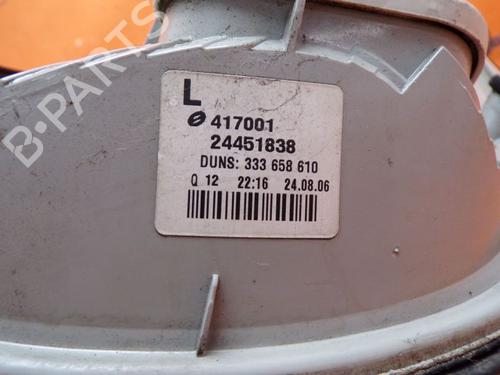 B-PARTS
L
417001
24451838
DUNS: 333 658 610
Q 12 22:16 24.08.06